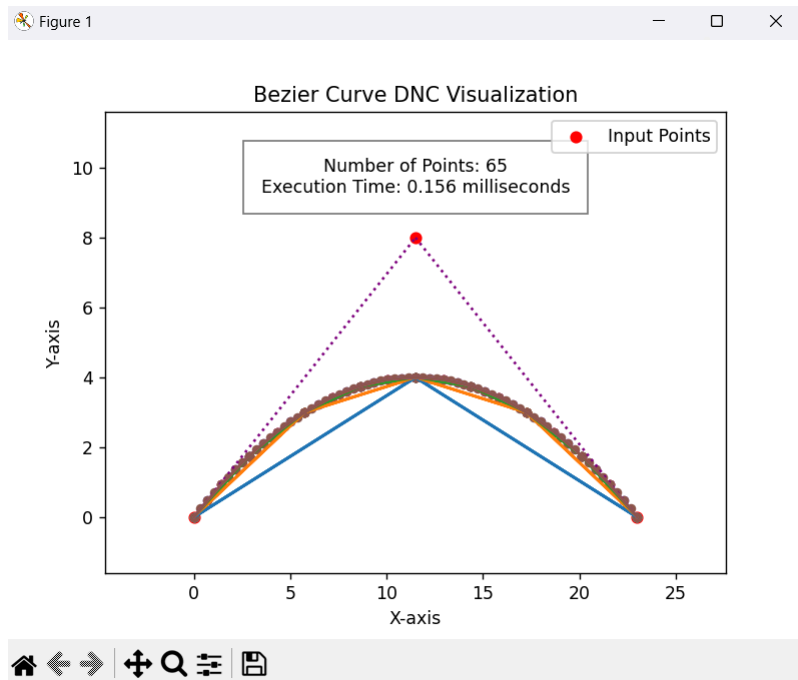 Figure 1
Bezier Curve DNC Visualization
Input Points
Number of Points: 65
Execution Time: 0.156 milliseconds
10
8
6
4
2
0
Y-axis
0 5 10 15 20 25
X-axis